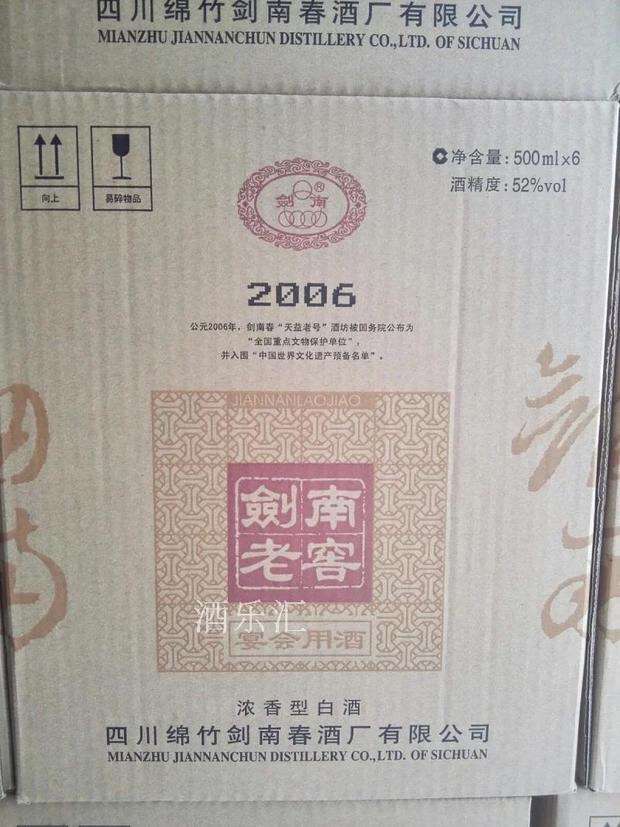 四川绵竹剑南春酒厂有限公司
MIANZHU JIANNANCHUN DISTILLERY CO.,LTD. OF SICHUAN
向上
易碎物品
净含量: 500ml×6
酒精度: 52%vol
劍南
®
2006
公元2006年，剑南春“天益老号”酒坊被国务院公布为
“全国重点文物保护单位”，
并入围“中国世界文化遗产预备名单”。
JIANNANLAOJIAO
劍南
老窖
酒乐汇
宴会用酒
浓香型白酒
四川绵竹剑南春酒厂有限公司
MIANZHU JIANNANCHUN DISTILLERY CO.,LTD. OF SICHUAN